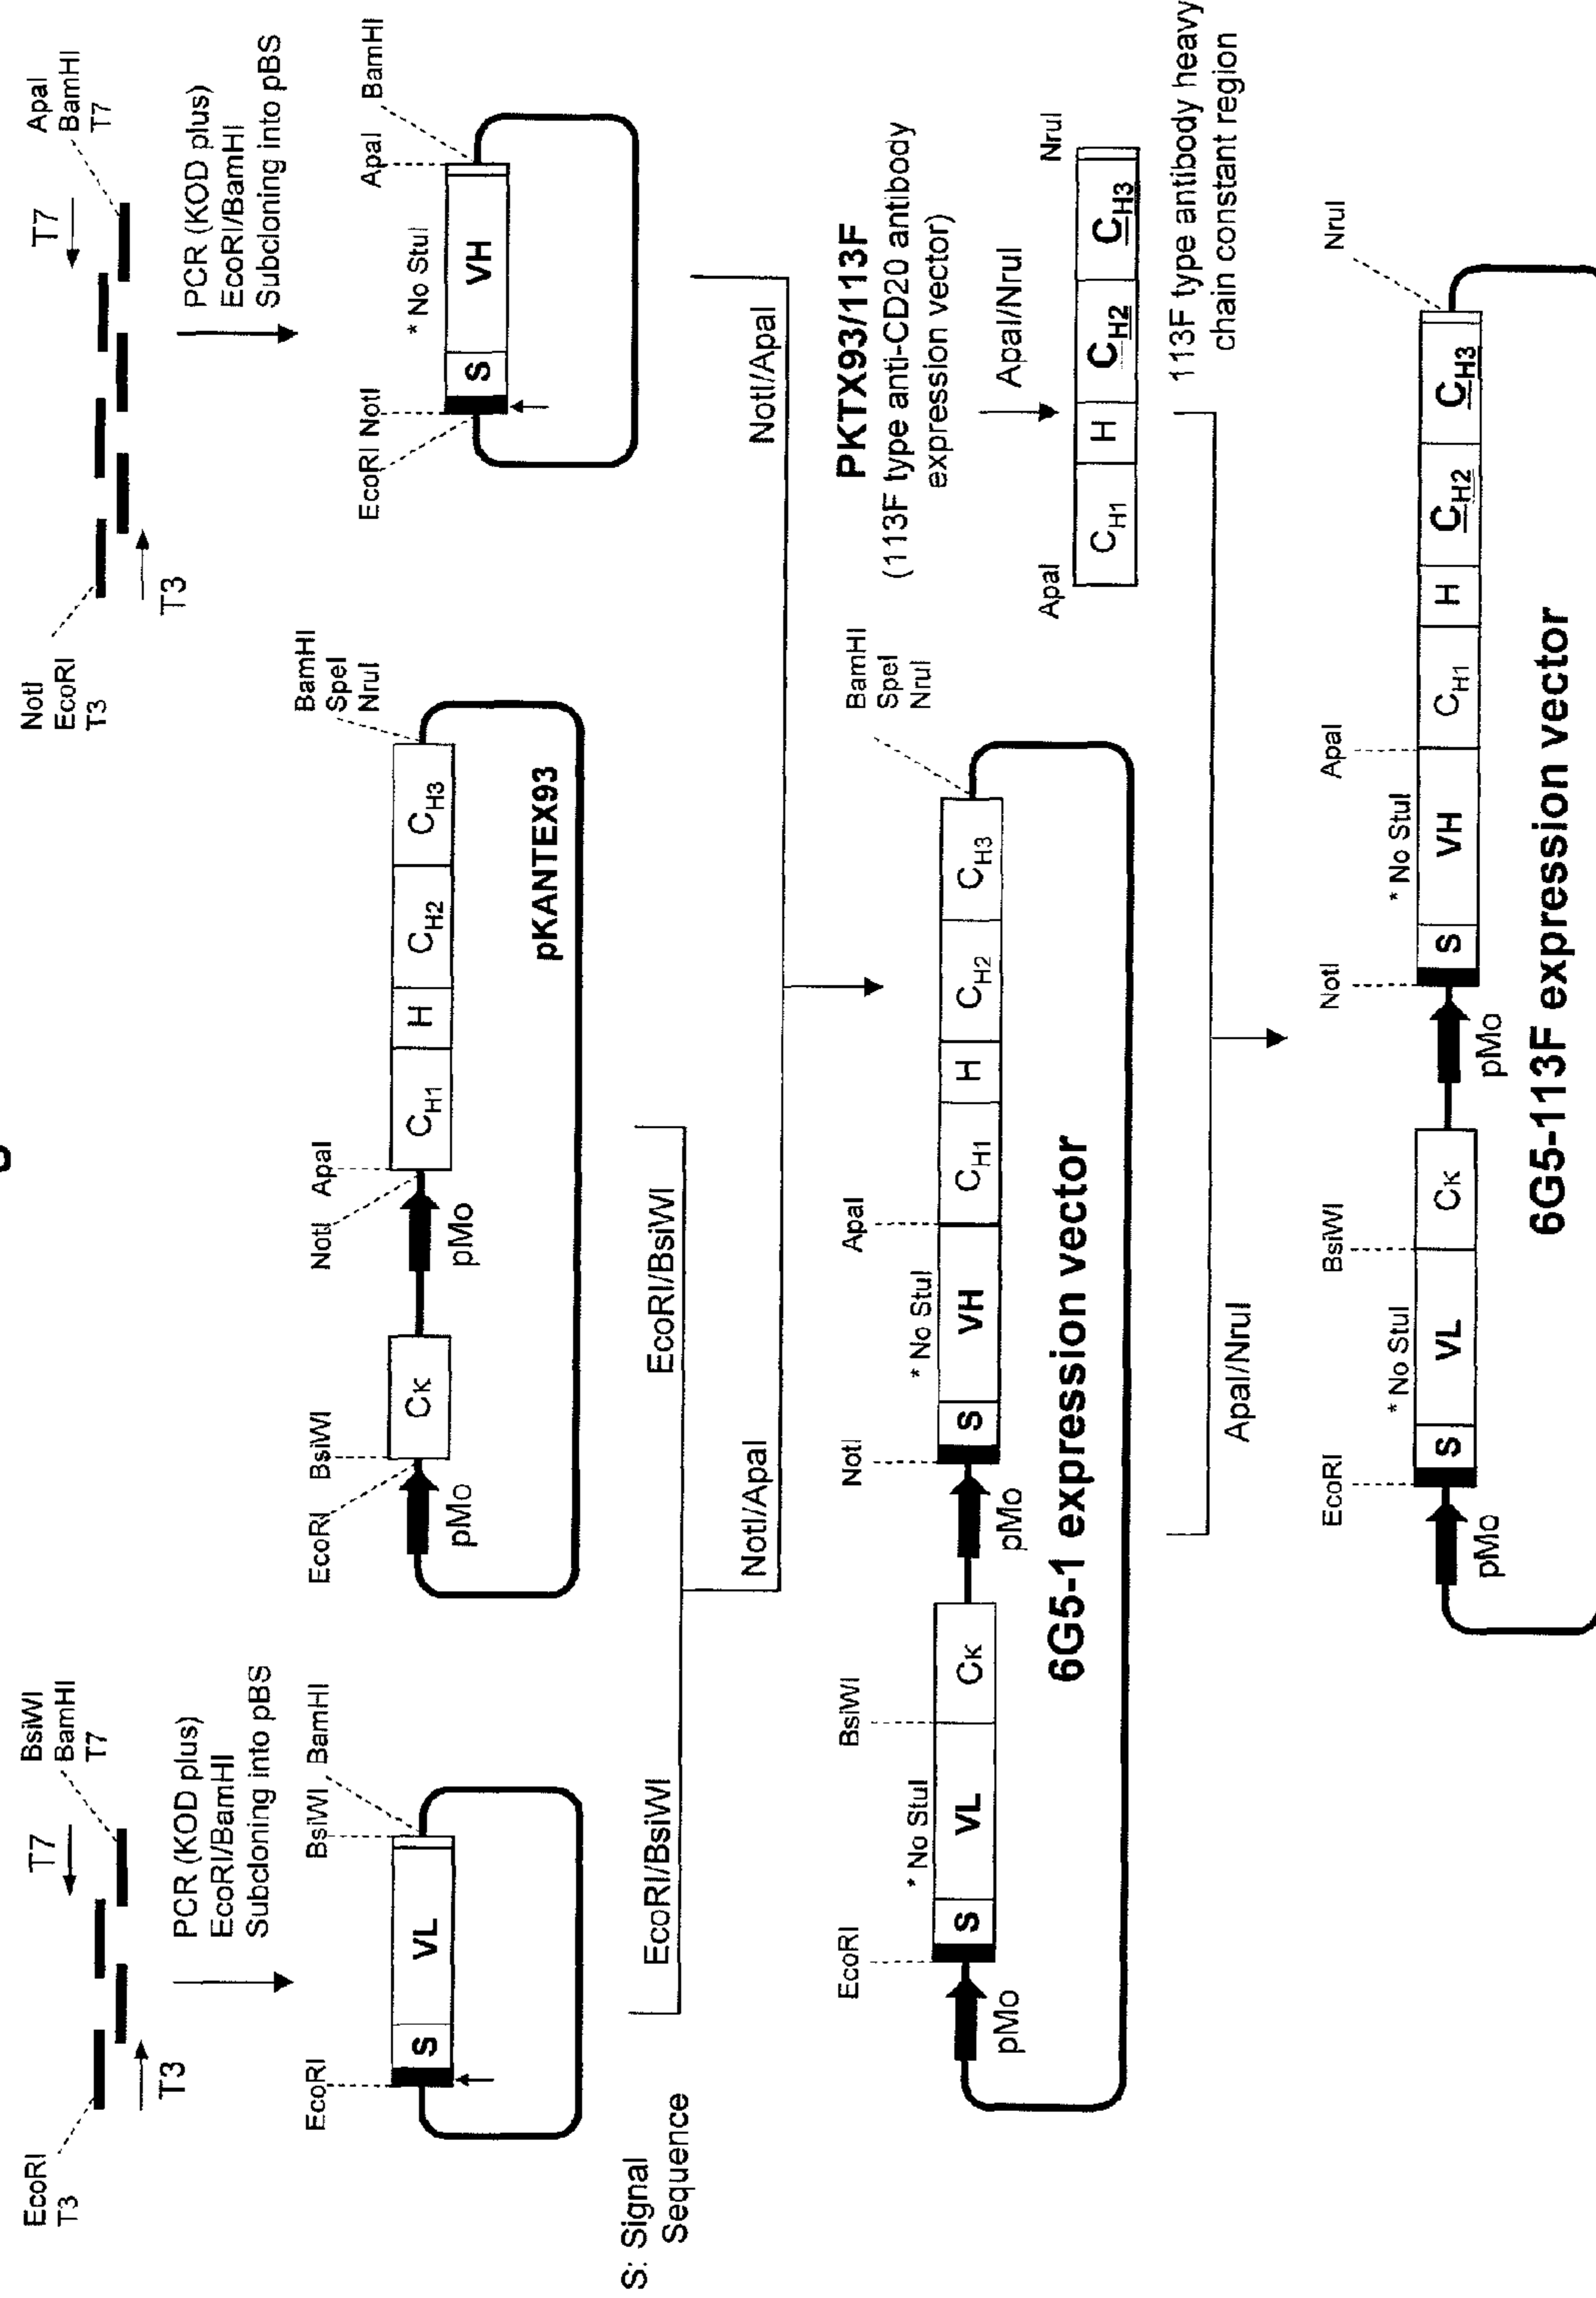 EcoRI
T3
T3
T7
BsiWI
BamHI
T7
PCR (KOD plus)
EcoRI/BamHI
Subcloning into pBS
EcoRI
BsiWI
BamHI
S
VL
S: Signal
Sequence
EcoRI
BsiWI
NotI
ApaI
BamHI
SpeI
NruI
pMo
Cκ
pMo
CH1
H
CH2
CH3
pKANTEX93
NotI
EcoRI
T3
T3
T7
ApaI
BamHI
T7
PCR (KOD plus)
EcoRI/BamHI
Subcloning into pBS
EcoRI
NotI
* No StuI
ApaI
BamHI
S
VH
EcoRI/BsiWI
EcoRI/BsiWI
NotI/ApaI
NotI/ApaI
EcoRI
* No StuI
BsiWI
NotI
* No StuI
ApaI
BamHI
SpeI
NruI
pMo
S
VL
Cκ
pMo
S
VH
CH1
H
CH2
CH3
6G5-1 expression vector
PKTX93/113F
(113F type anti-CD20 antibody
expression vector)
ApaI/NruI
ApaI
NruI
CH1
H
CH2
CH3
113F type antibody heavy
chain constant region
ApaI/NruI
EcoRI
* No StuI
BsiWI
NotI
* No StuI
ApaI
NruI
pMo
S
VL
Cκ
pMo
S
VH
CH1
H
CH2
CH3
6G5-113F expression vector